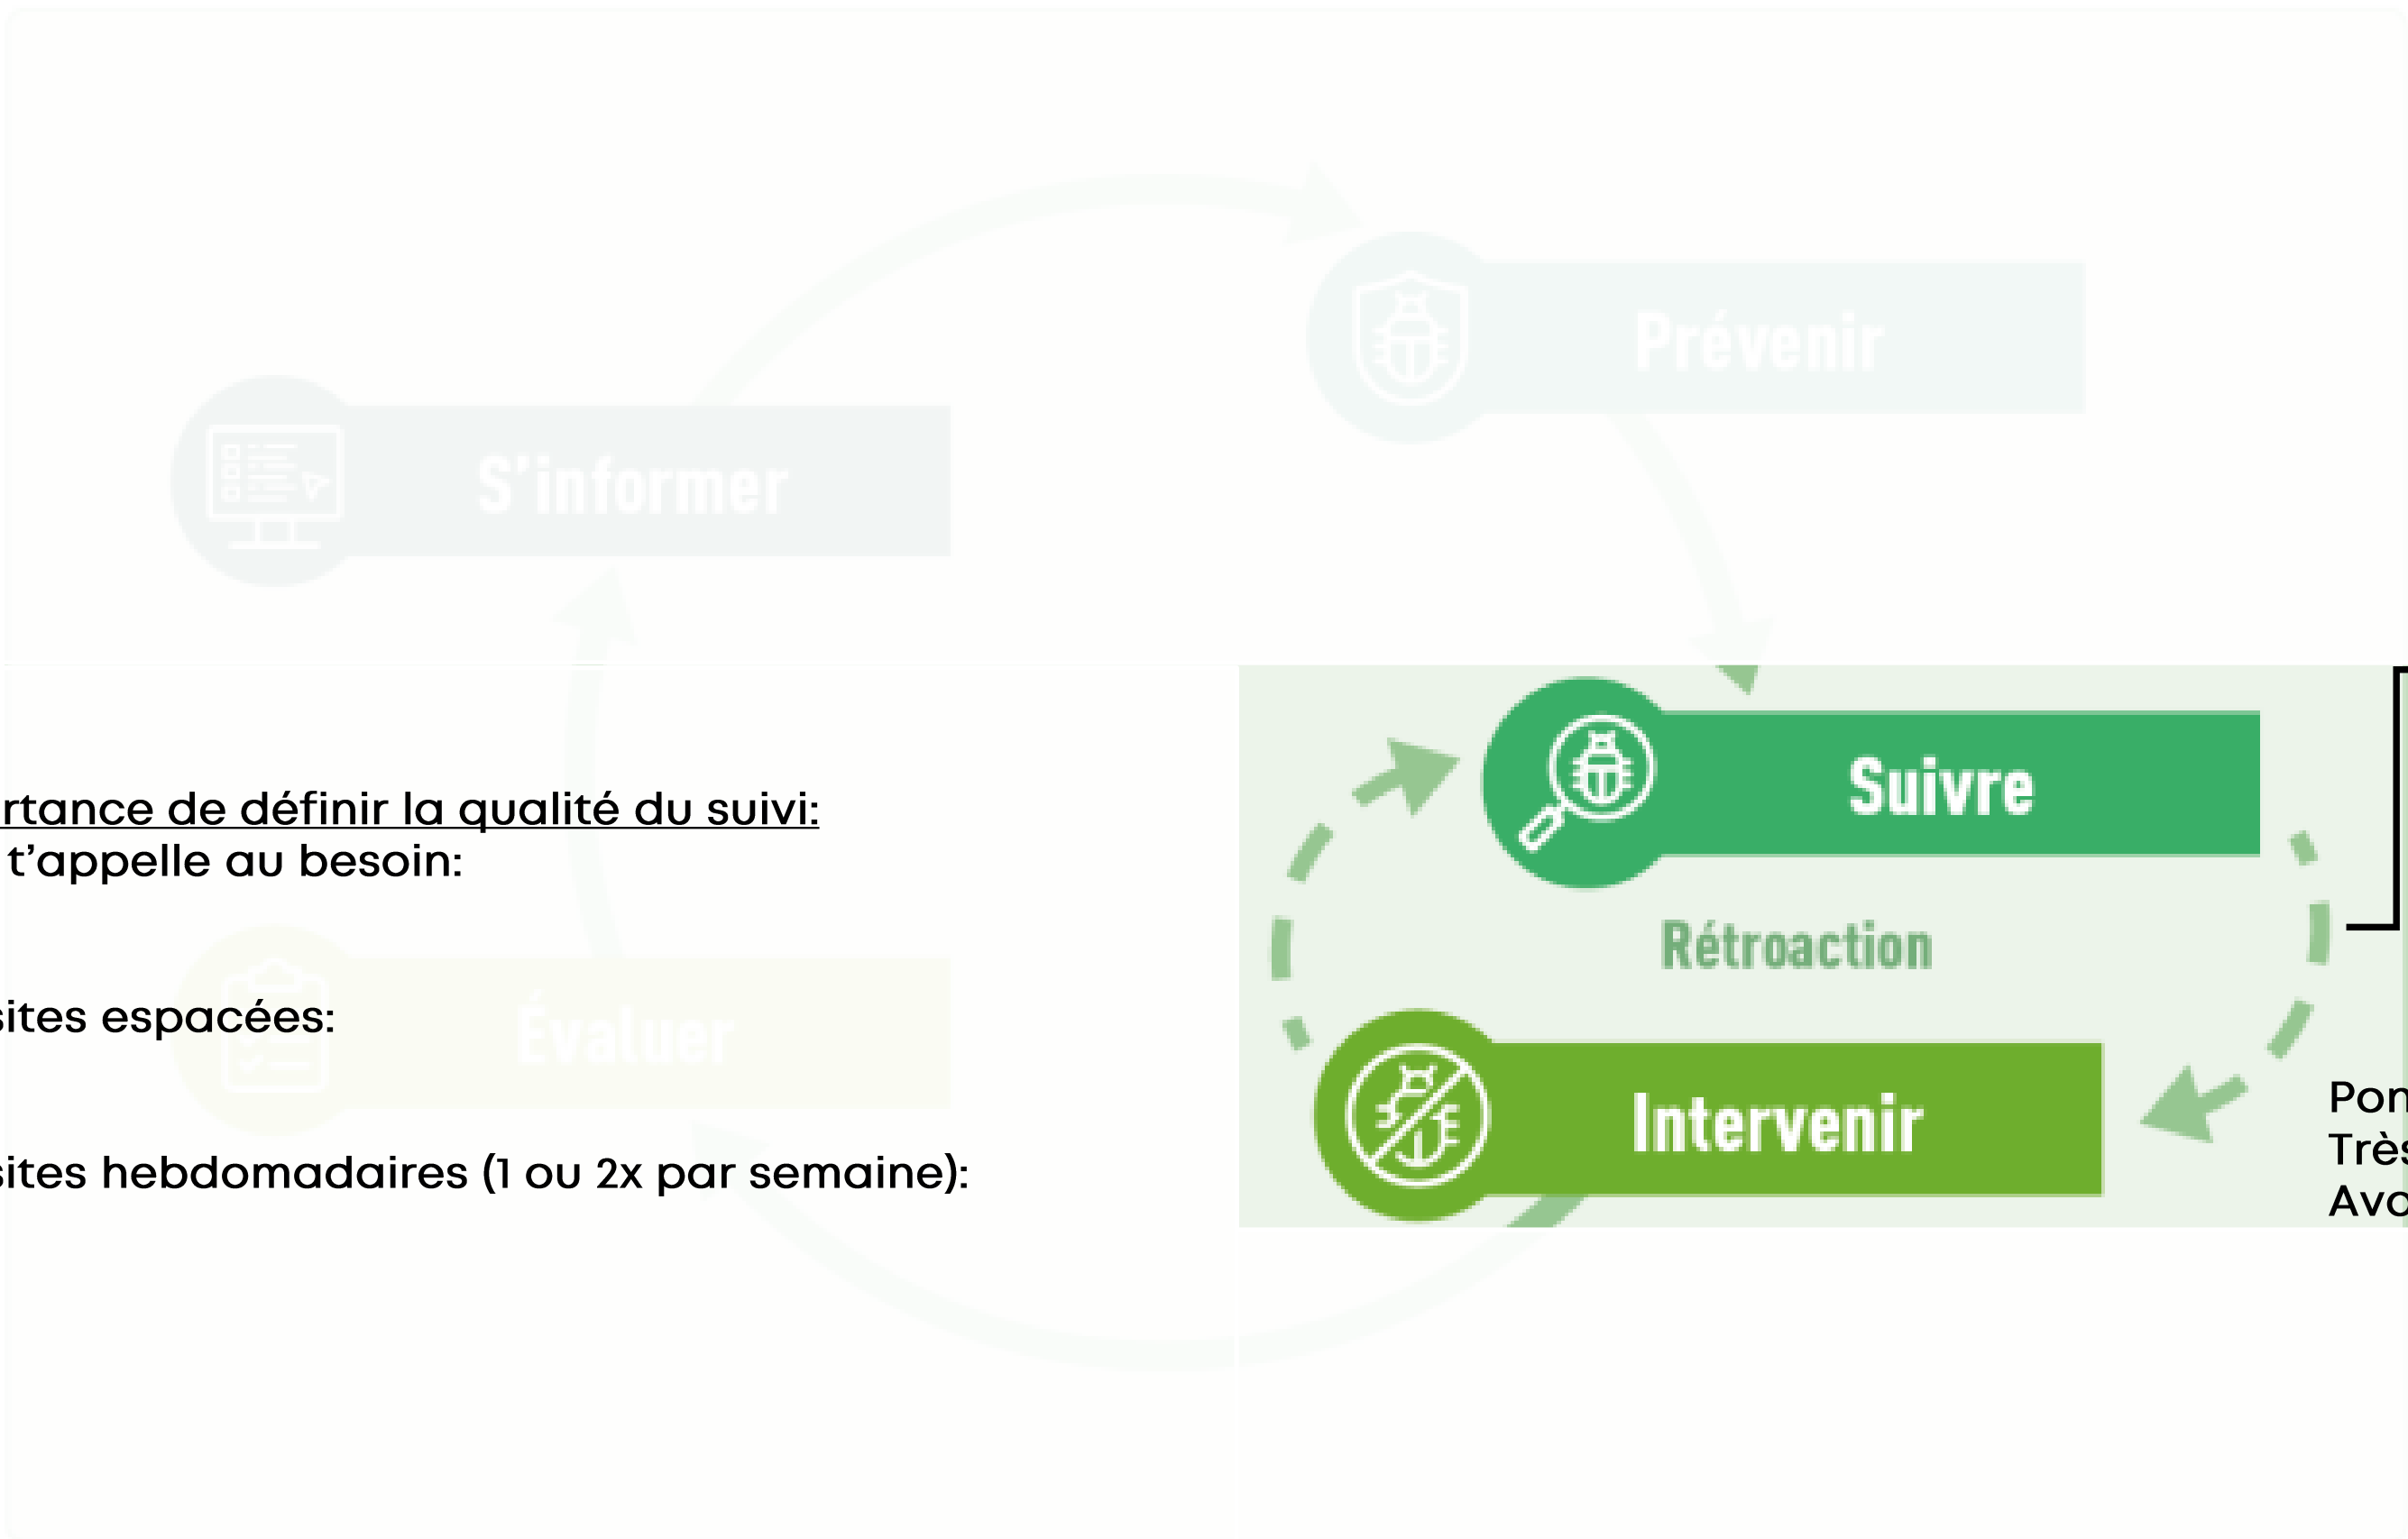 Prévenir
S'informer
Suivre
rtance de définir la qualité du suivi:
t'appelle au besoin:
Rétroaction
sites espacées:
Évaluer
Intervenir
sites hebdomadaires (1 ou 2x par semaine):
Pon
Très
Ava